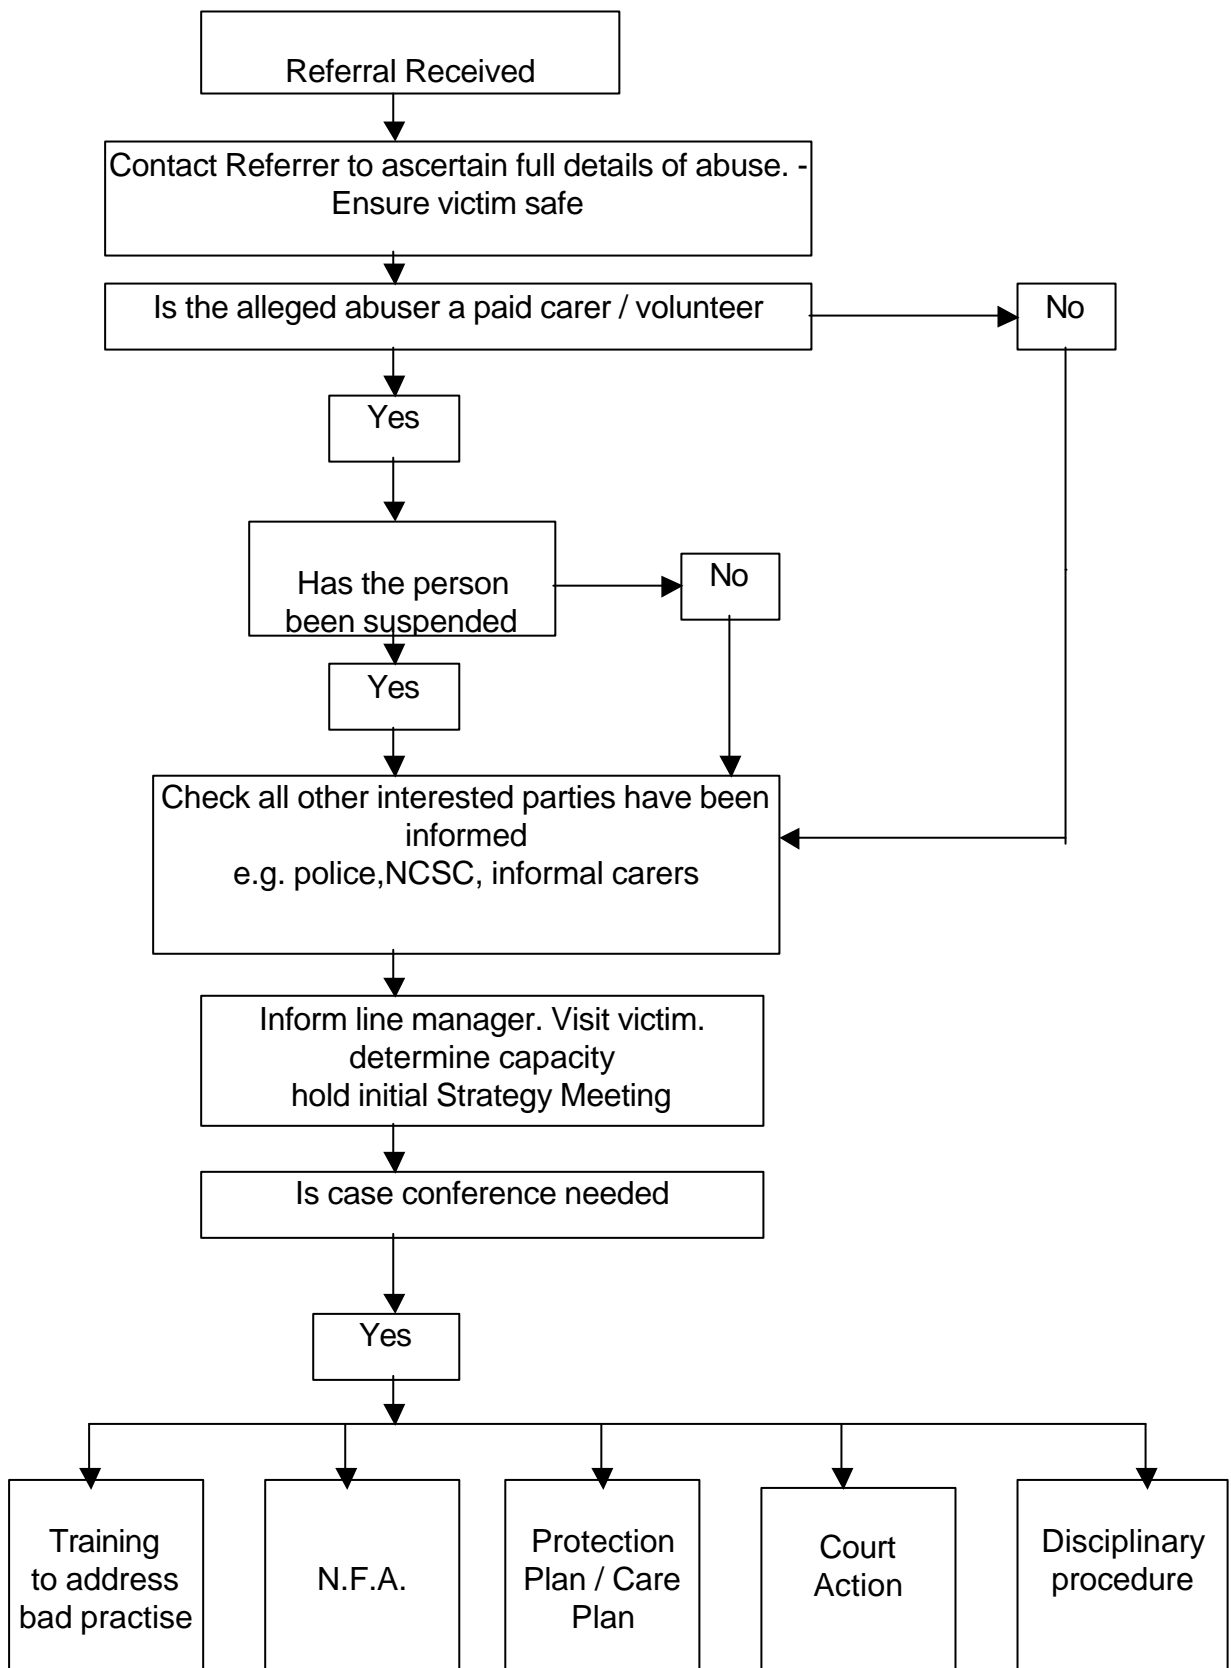 Referral Received
Contact Referrer to ascertain full details of abuse. -
Ensure victim safe
Is the alleged abuser a paid carer / volunteer
No
Yes
Has the person
been suspended
No
Yes
Check all other interested parties have been
informed
e.g. police,NCSC, informal carers
Inform line manager. Visit victim.
determine capacity
hold initial Strategy Meeting
Is case conference needed
Yes
Training
to address
bad practise
N.F.A.
Protection
Plan / Care
Plan
Court
Action
Disciplinary
procedure